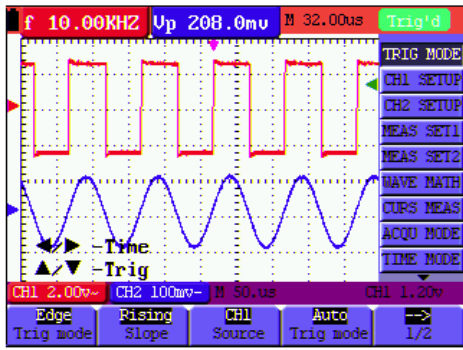 f 10.00KHZ Vp 208.0mv M 32.00us Trig'd
TRIG MODE
CH1 SETUP
CH2 SETUP
MEAS SET1
MEAS SET2
WAVE MATH
CURS MEAS
ACQU MODE
TIME MODE
◄/► -Time
▲/▼ -Trig
CH1 2.00v~ CH2 100mv- M 50.us CH1 1.20v
Edge Rising CH1 Auto -->
Trig mode Slope Source Trig mode 1/2